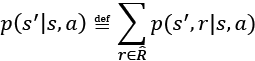 p(s′|s, a) ≝ ∑_{r∈R̂} p(s′, r|s, a)